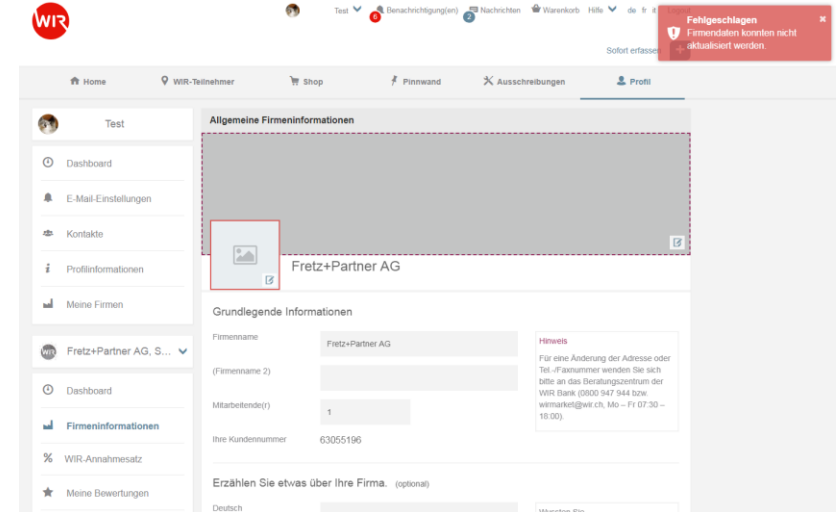 WIR
Test
6
Benachrichtigung(en)
2
Nachrichten
Warenkorb
Hilfe
de fr it
Fehlgeschlagen
Firmendaten konnten nicht
aktualisiert werden.
×
Sofort erfassen
+
Home
WIR-Teilnehmer
Shop
Pinnwand
Ausschreibungen
Profil
Test
Dashboard
E-Mail-Einstellungen
Kontakte
Profilinformationen
Meine Firmen
WIR
Fretz+Partner AG, S...
Dashboard
Firmeninformationen
WIR-Annahmesatz
Meine Bewertungen
Allgemeine Firmeninformationen
Fretz+Partner AG
Grundlegende Informationen
Firmenname
Fretz+Partner AG
(Firmenname 2)
Mitarbeitende(r)
1
Ihre Kundennummer
63055196
Hinweis
Für eine Änderung der Adresse oder
Tel.-/Faxnummer wenden Sie sich
bitte an das Beratungszentrum der
WIR Bank (0800 947 944 bzw.
wirmarket@wir.ch, Mo – Fr 07:30 –
18:00).
Erzählen Sie etwas über Ihre Firma. (optional)
Deutsch
Wussten Sie